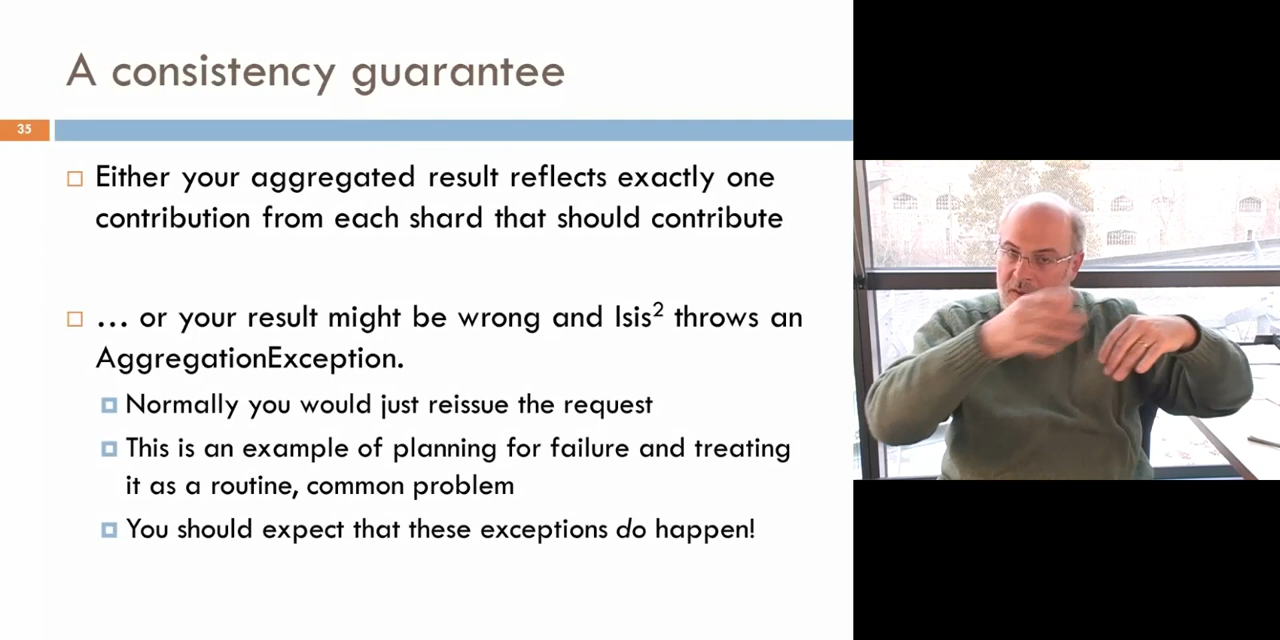 A consistency guarantee
35
Either your aggregated result reflects exactly one
contribution from each shard that should contribute
... or your result might be wrong and Isis² throws an
AggregationException.
Normally you would just reissue the request
This is an example of planning for failure and treating
it as a routine, common problem
You should expect that these exceptions do happen!